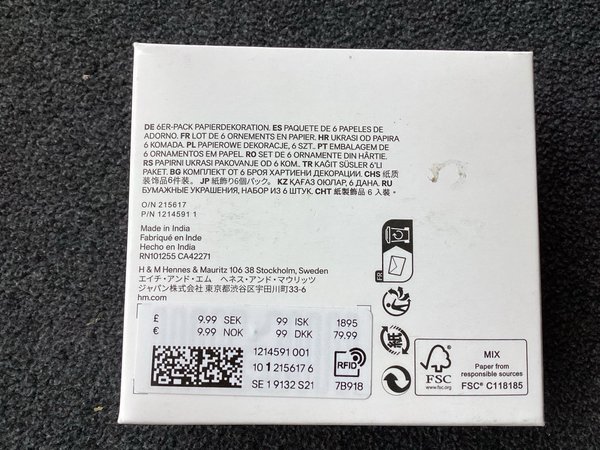 DE 6ER-PACK PAPIERDEKORATION. ES PAQUETE DE 6 PAPELES DE
ADORNO. FR LOT DE 6 ORNEMENTS EN PAPIER. HR UKRASI OD PAPIRA
6 KOMADA. PL PAPIEROWE DEKORACJE, 6 SZT. PT EMBALAGEM DE
6 ORNAMENTOS EM PAPEL. RO SET DE 6 ORNAMENTE DIN HÂRTIE.
RS PAPIRNI UKRASI PAKOVANJE OD 6 KOM.. TR KAĞIT SÜSLER 6'LI
PAKET. BG КОМПЛЕКТ ОТ 6 БРОЯ ХАРТИЕНИ ДЕКОРАЦИИ. CHS 纸质
装饰品6件装。 JP 紙飾り6個パック。 KZ ҚАҒАЗ ОЮЛАР, 6 ДАНА. RU
БУМАЖНЫЕ УКРАШЕНИЯ, НАБОР ИЗ 6 ШТУК. CHT 紙製飾品 6 入裝。
O/N 215617
P/N 1214591 1
Made in India
Fabriqué en Inde
Hecho en India
RN101255 CA42271
H & M Hennes & Mauritz 106 38 Stockholm, Sweden
エイチ・アンド・エム ヘネス・アンド・マウリッツ
ジャパン株式会社 東京都渋谷区宇田川町33-6
hm.com
£ 9.99 SEK 99 ISK 1895
€ 9.99 NOK 99 DKK 79.99
1214591 001
10 1 215617 6
SE 1 9132 S21
RFID
7B918
FR
紙
FSC
www.fsc.org
MIX
Paper from
responsible sources
FSC® C118185